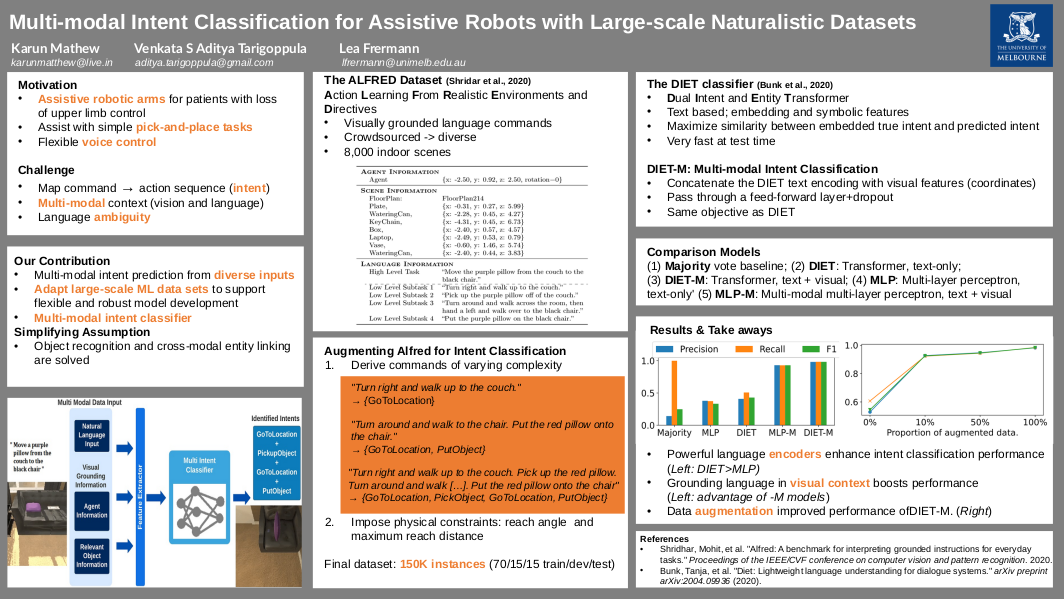 Multi-modal Intent Classification for Assistive Robots with Large-scale Naturalistic Datasets
Karun Mathew Venkata S Aditya Tarigoppula Lea Frermann
karunmathew@live.in aditya.tarigoppula@gmail.com lfrermann@unimelb.edu.au
THE UNIVERSITY OF
MELBOURNE
Motivation
• Assistive robotic arms for patients with loss
of upper limb control
• Assist with simple pick-and-place tasks
• Flexible voice control
Challenge
• Map command → action sequence (intent)
• Multi-modal context (vision and language)
• Language ambiguity
Our Contribution
• Multi-modal intent prediction from diverse inputs
• Adapt large-scale ML data sets to support
flexible and robust model development
• Multi-modal intent classifier
Simplifying Assumption
• Object recognition and cross-modal entity linking
are solved
Multi Modal Data Input
Natural
Language
Input
" Move a purple
pillow from the
couch to the
black chair "
Visual
Grounding
Information
Agent
Information
Relevant
Object
Information
Feature Extractor
Multi Intent
Classifier
Identified Intents
GoToLocation
+
PickupObject
+
GoToLocation
+
PutObject
The ALFRED Dataset (Shridar et al., 2020)
Action Learning From Realistic Environments and
Directives
• Visually grounded language commands
• Crowdsourced -> diverse
• 8,000 indoor scenes
AGENT INFORMATION
Agent {x: -2.50, y: 0.92, z: 2.50, rotation=0}
SCENE INFORMATION
FloorPlan: FloorPlan214
Plate, {x: -0.31, y: 0.27, z: 5.99}
WateringCan, {x: -2.28, y: 0.45, z: 4.27}
KeyChain, {x: -4.31, y: 0.45, z: 6.73}
Box, {x: -2.40, y: 0.57, z: 4.57}
Laptop, {x: -2.49, y: 0.53, z: 0.79}
Vase, {x: -0.60, y: 1.46, z: 5.74}
WateringCan, {x: -2.40, y: 0.44, z: 3.83}
LANGUAGE INFORMATION
High Level Task "Move the purple pillow from the couch to the
black chair."
Low Level Subtask 1 "Turn right and walk up to the couch."
Low Level Subtask 2 "Pick up the purple pillow off of the couch."
Low Level Subtask 3 "Turn around and walk across the room, then
hand a left and walk over to the black chair."
Low Level Subtask 4 "Put the purple pillow on the black chair."
Augmenting Alfred for Intent Classification
1. Derive commands of varying complexity
"Turn right and walk up to the couch."
→ {GoToLocation}
"Turn around and walk to the chair. Put the red pillow onto
the chair."
→ {GoToLocation, PutObject}
"Turn right and walk up to the couch. Pick up the red pillow.
Turn around and walk [...]. Put the red pillow onto the chair"
→ {GoToLocation, PickObject, GoToLocation, PutObject}
2. Impose physical constraints: reach angle and
maximum reach distance
Final dataset: 150K instances (70/15/15 train/dev/test)
The DIET classifier (Bunk et al., 2020)
• Dual Intent and Entity Transformer
• Text based; embedding and symbolic features
• Maximize similarity between embedded true intent and predicted intent
• Very fast at test time
DIET-M: Multi-modal Intent Classification
• Concatenate the DIET text encoding with visual features (coordinates)
• Pass through a feed-forward layer+dropout
• Same objective as DIET
Comparison Models
(1) Majority vote baseline; (2) DIET: Transformer, text-only;
(3) DIET-M: Transformer, text + visual; (4) MLP: Multi-layer perceptron,
text-only' (5) MLP-M: Multi-modal multi-layer perceptron, text + visual
Results & Take aways
Precision Recall F1
1.0
0.5
0.0
Majority MLP DIET MLP-M DIET-M
1.0
0.8
0.6
0% 10% 50% 100%
Proportion of augmented data.
• Powerful language encoders enhance intent classification performance
(Left: DIET>MLP)
• Grounding language in visual context boosts performance
(Left: advantage of -M models)
• Data augmentation improved performance ofDIET-M. (Right)
References
• Shridhar, Mohit, et al. "Alfred: A benchmark for interpreting grounded instructions for everyday
tasks." Proceedings of the IEEE/CVF conference on computer vision and pattern recognition. 2020.
• Bunk, Tanja, et al. "Diet: Lightweight language understanding for dialogue systems." arXiv preprint
arXiv:2004.09936 (2020).